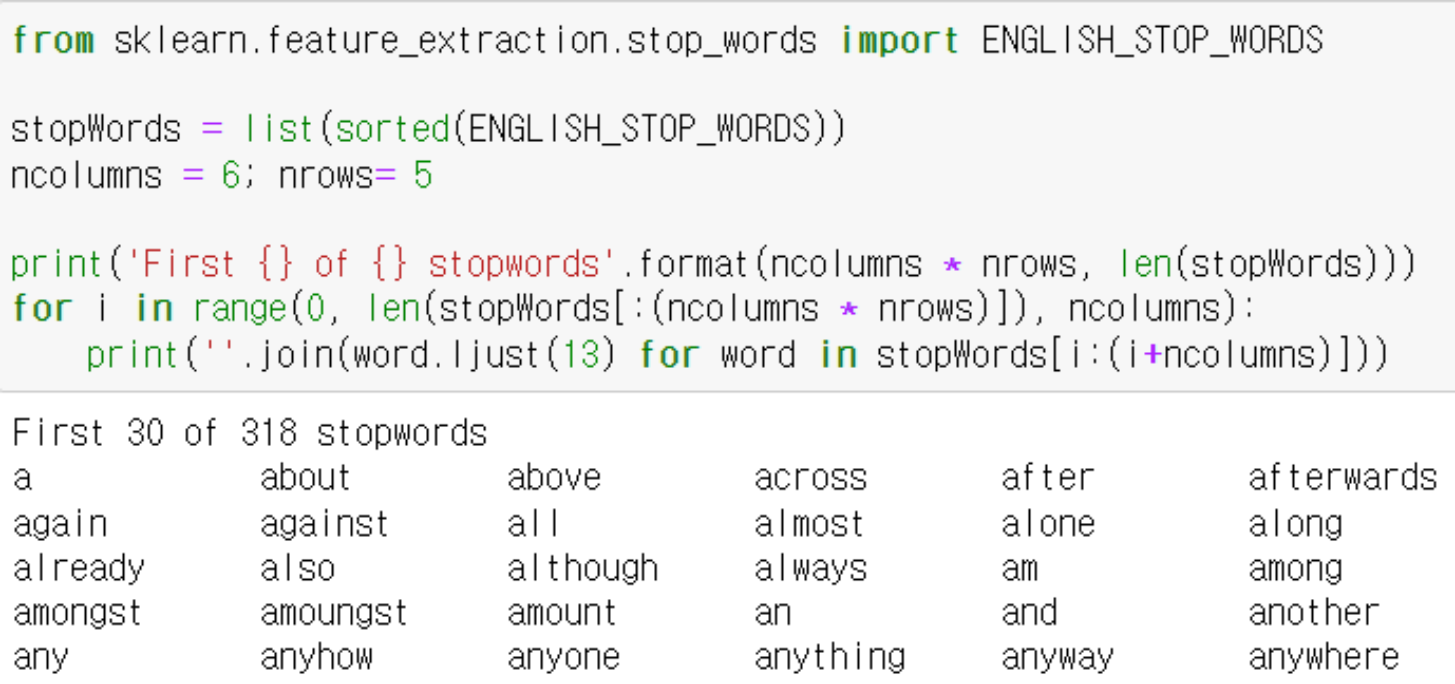 from sklearn.feature_extraction.stop_words import ENGLISH_STOP_WORDS
stopWords = list(sorted(ENGLISH_STOP_WORDS))
ncolumns = 6; nrows= 5
print('First {} of {} stopwords'.format(ncolumns * nrows, len(stopWords)))
for i in range(0, len(stopWords[:(ncolumns * nrows)]), ncolumns):
    print(''.join(word.ljust(13) for word in stopWords[i:(i+ncolumns)]))
First 30 of 318 stopwords
a            about        above        across       after        afterwards
again        against      all          almost       alone        along
already      also         although     always       am           among
amongst      amoungst     amount       an           and          another
any          anyhow       anyone       anything     anyway       anywhere